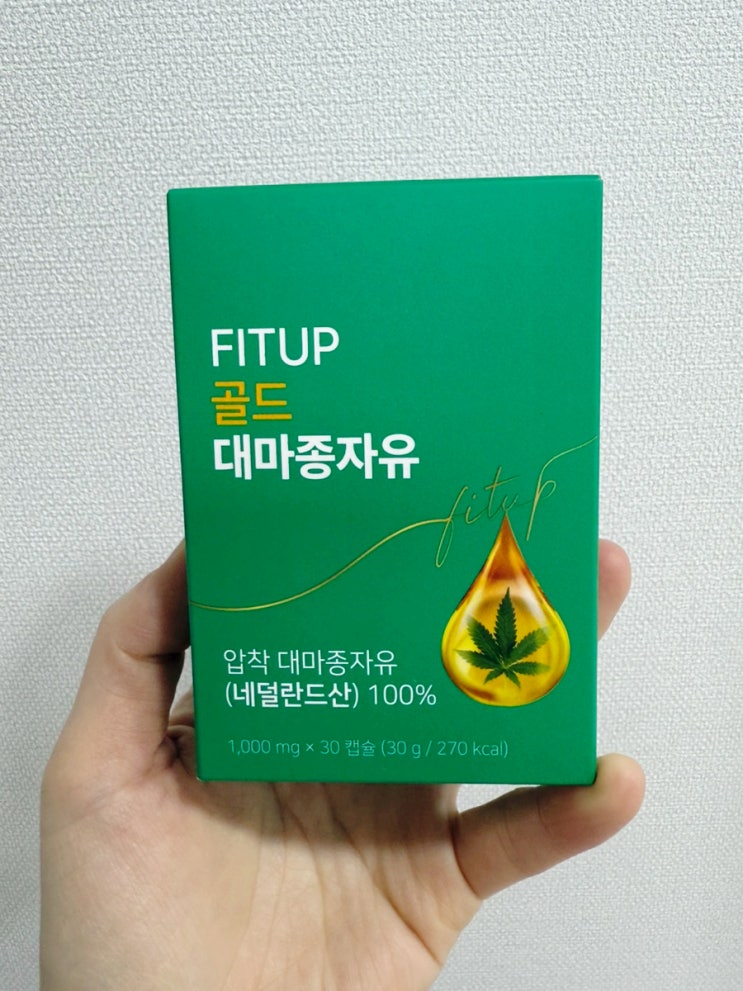 FITUP
골드
대마종자유
fitup
압착 대마종자유
(네덜란드산) 100%
1,000 mg × 30 캡슐 (30 g / 270 kcal)